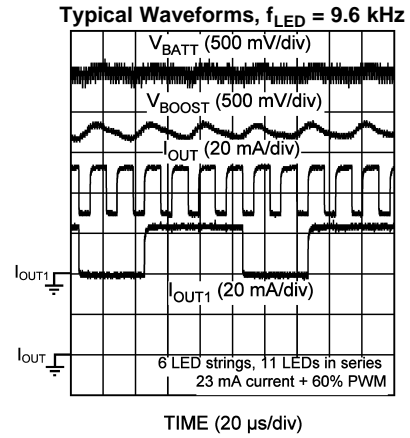 Typical Waveforms, fLED = 9.6 kHz
VBATT (500 mV/div)
VBOOST (500 mV/div)
IOUT (20 mA/div)
IOUT1
IOUT1 (20 mA/div)
IOUT
6 LED strings, 11 LEDs in series
23 mA current + 60% PWM
TIME (20 μs/div)